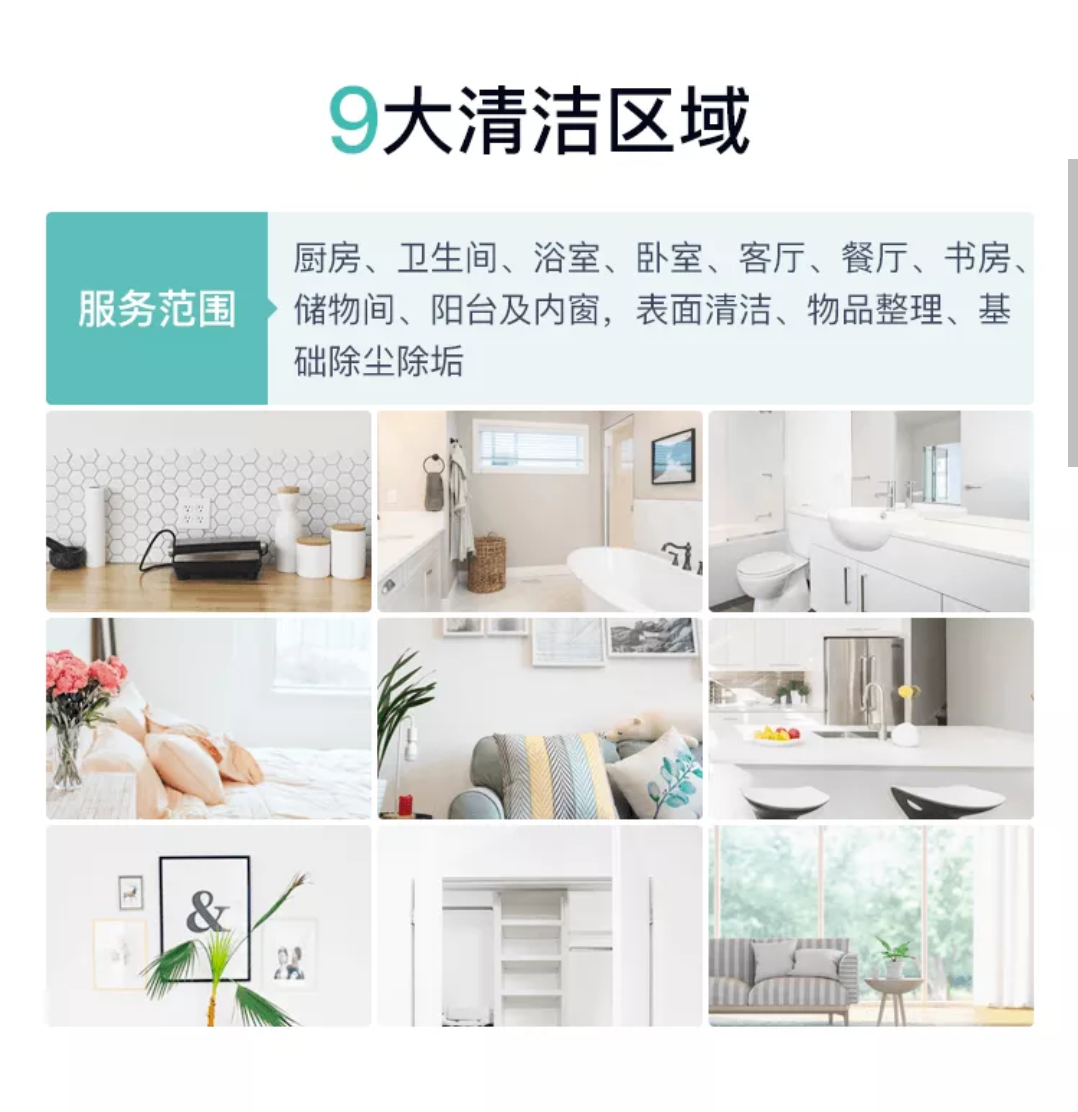 9大清洁区域
服务范围
厨房、卫生间、浴室、卧室、客厅、餐厅、书房、
储物间、阳台及内窗，表面清洁、物品整理、基
础除尘除垢
&